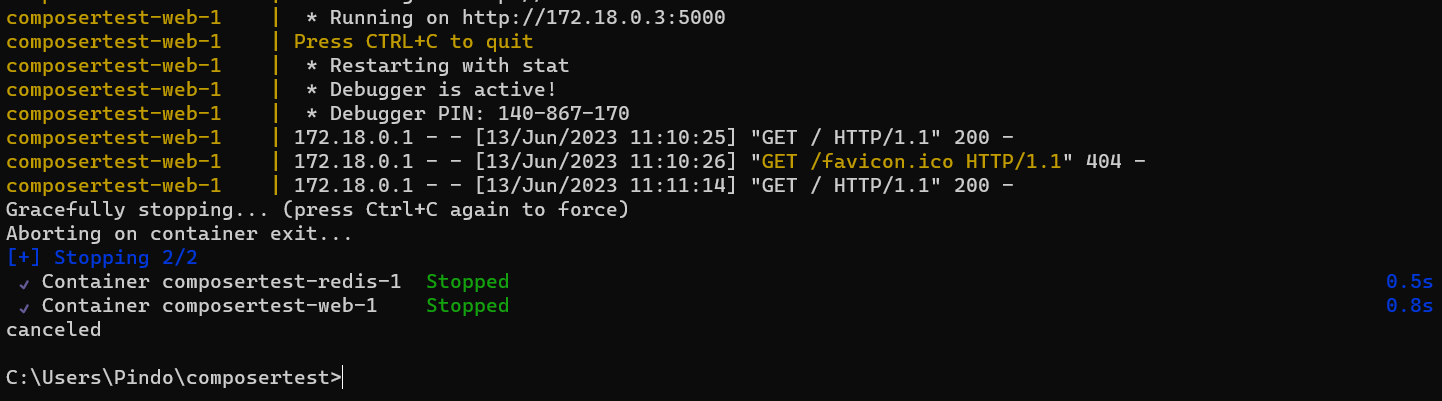 composertest-web-1    |  * Running on http://172.18.0.3:5000
composertest-web-1    | Press CTRL+C to quit
composertest-web-1    |  * Restarting with stat
composertest-web-1    |  * Debugger is active!
composertest-web-1    |  * Debugger PIN: 140-867-170
composertest-web-1    | 172.18.0.1 - - [13/Jun/2023 11:10:25] "GET / HTTP/1.1" 200 -
composertest-web-1    | 172.18.0.1 - - [13/Jun/2023 11:10:26] "GET /favicon.ico HTTP/1.1" 404 -
composertest-web-1    | 172.18.0.1 - - [13/Jun/2023 11:11:14] "GET / HTTP/1.1" 200 -
Gracefully stopping... (press Ctrl+C again to force)
Aborting on container exit...
[+] Stopping 2/2
 ✓ Container composertest-redis-1  Stopped 0.5s
 ✓ Container composertest-web-1    Stopped 0.8s
canceled
C:\Users\Pindo\composertest>